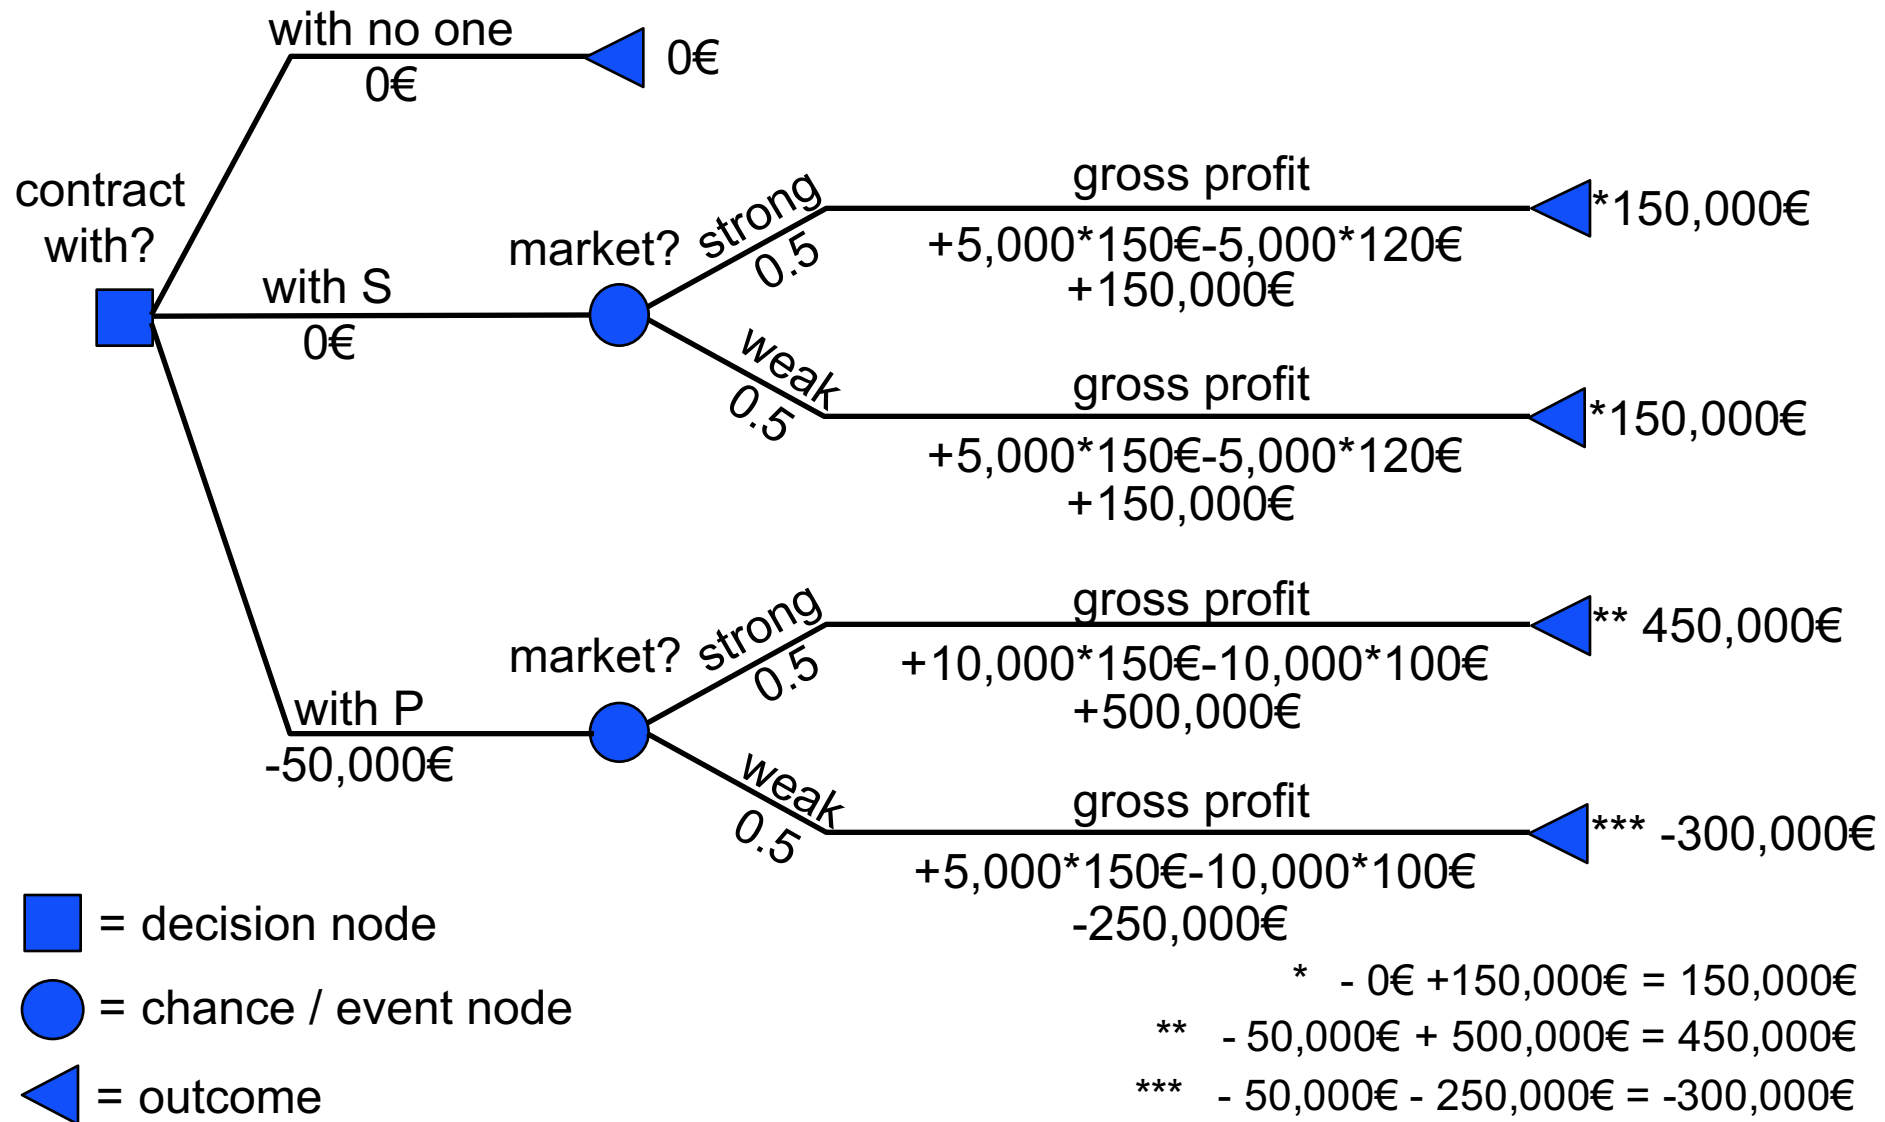 with no one
0€
0€
contract
with?
with S
0€
market?
strong
0.5
gross profit
+5,000*150€-5,000*120€
+150,000€
*150,000€
weak
0.5
gross profit
+5,000*150€-5,000*120€
+150,000€
*150,000€
with P
-50,000€
market?
strong
0.5
gross profit
+10,000*150€-10,000*100€
+500,000€
** 450,000€
weak
0.5
gross profit
+5,000*150€-10,000*100€
-250,000€
*** -300,000€
= decision node
= chance / event node
= outcome
* - 0€ +150,000€ = 150,000€
** - 50,000€ + 500,000€ = 450,000€
*** - 50,000€ - 250,000€ = -300,000€